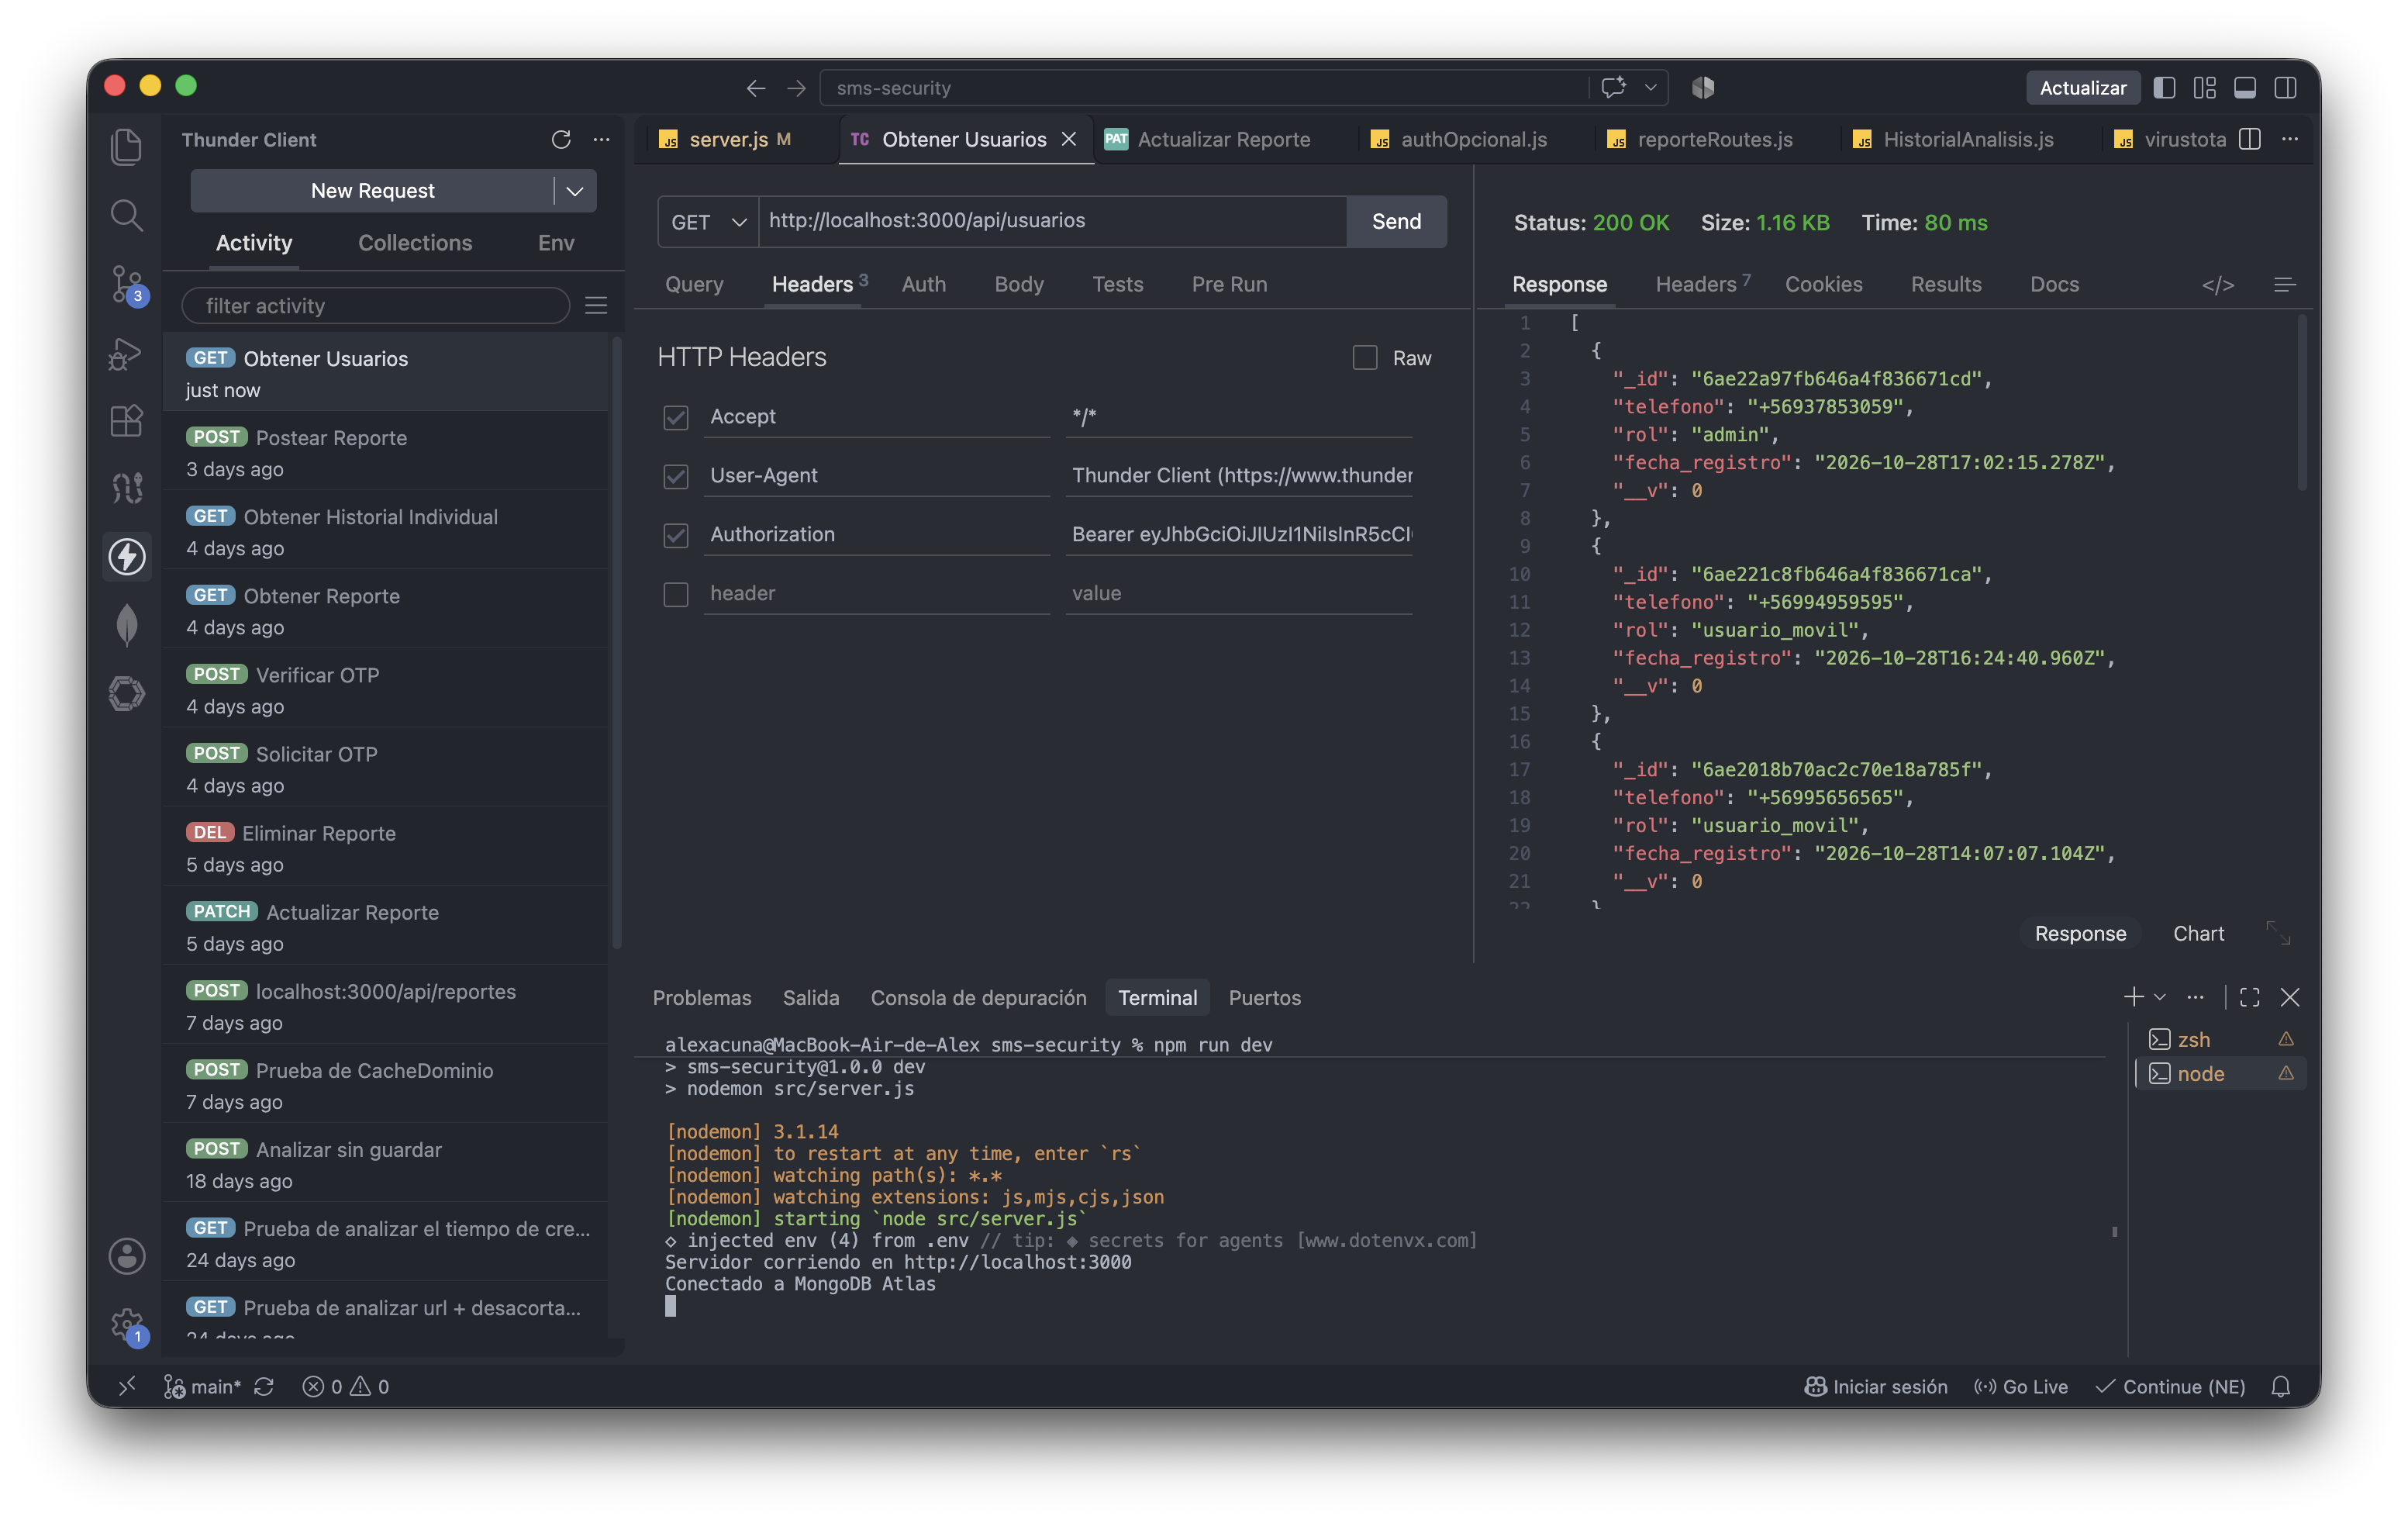 sms-security
Actualizar
Thunder Client
New Request
Activity
Collections
Env
filter activity
GET Obtener Usuarios
just now
POST Postear Reporte
3 days ago
GET Obtener Historial Individual
4 days ago
GET Obtener Reporte
4 days ago
POST Verificar OTP
4 days ago
POST Solicitar OTP
4 days ago
DEL Eliminar Reporte
5 days ago
PATCH Actualizar Reporte
5 days ago
POST localhost:3000/api/reportes
7 days ago
POST Prueba de CacheDominio
7 days ago
POST Analizar sin guardar
18 days ago
GET Prueba de analizar el tiempo de cre...
24 days ago
GET Prueba de analizar url + desacorta...
24 days ago
3
1
JS server.js M
TC Obtener Usuarios
PAT Actualizar Reporte
JS authOpcional.js
JS reporteRoutes.js
JS HistorialAnalisis.js
JS virustota
GET
http://localhost:3000/api/usuarios
Send
Query
Headers 3
Auth
Body
Tests
Pre Run
HTTP Headers
Raw
Accept */*
User-Agent Thunder Client (https://www.thunder
Authorization Bearer eyJhbGciOiJIUzI1NiIsInR5cCI
header value
Status: 200 OK Size: 1.16 KB Time: 80 ms
Response
Headers 7
Cookies
Results
Docs
</>
1 [
2 {
3 "_id": "6ae22a97fb646a4f836671cd",
4 "telefono": "+56937853059",
5 "rol": "admin",
6 "fecha_registro": "2026-10-28T17:02:15.278Z",
7 "__v": 0
8 },
9 {
10 "_id": "6ae221c8fb646a4f836671ca",
11 "telefono": "+56994959595",
12 "rol": "usuario_movil",
13 "fecha_registro": "2026-10-28T16:24:40.960Z",
14 "__v": 0
15 },
16 {
17 "_id": "6ae2018b70ac2c70e18a785f",
18 "telefono": "+56995656565",
19 "rol": "usuario_movil",
20 "fecha_registro": "2026-10-28T14:07:07.104Z",
21 "__v": 0
22 }
Response
Chart
Problemas
Salida
Consola de depuración
Terminal
Puertos
alexacuna@MacBook-Air-de-Alex sms-security % npm run dev
> sms-security@1.0.0 dev
> nodemon src/server.js
[nodemon] 3.1.14
[nodemon] to restart at any time, enter `rs`
[nodemon] watching path(s): *.*
[nodemon] watching extensions: js,mjs,cjs,json
[nodemon] starting `node src/server.js`
◇ injected env (4) from .env // tip: ◈ secrets for agents [www.dotenvx.com]
Servidor corriendo en http://localhost:3000
Conectado a MongoDB Atlas
zsh
node
main*
0 0
Iniciar sesión
Go Live
Continue (NE)